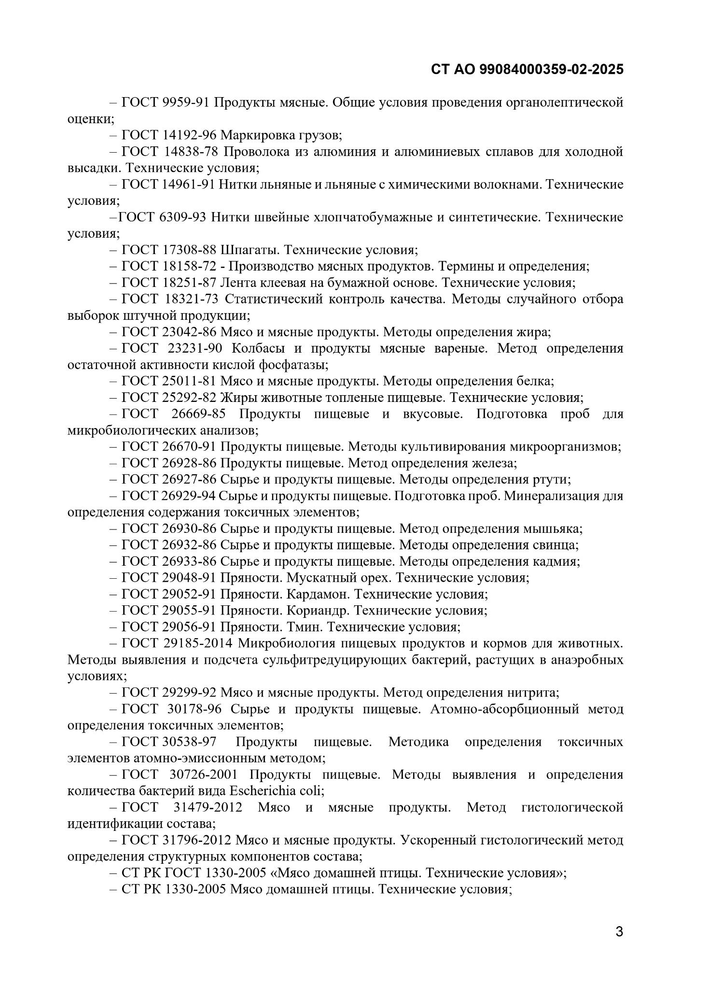 СТ АО 99084000359-02-2025
– ГОСТ 9959-91 Продукты мясные. Общие условия проведения органолептической
оценки;
– ГОСТ 14192-96 Маркировка грузов;
– ГОСТ 14838-78 Проволока из алюминия и алюминиевых сплавов для холодной
высадки. Технические условия;
– ГОСТ 14961-91 Нитки льняные и льняные с химическими волокнами. Технические
условия;
–ГОСТ 6309-93 Нитки швейные хлопчатобумажные и синтетические. Технические
условия;
– ГОСТ 17308-88 Шпагаты. Технические условия;
– ГОСТ 18158-72 - Производство мясных продуктов. Термины и определения;
– ГОСТ 18251-87 Лента клеевая на бумажной основе. Технические условия;
– ГОСТ 18321-73 Статистический контроль качества. Методы случайного отбора
выборок штучной продукции;
– ГОСТ 23042-86 Мясо и мясные продукты. Методы определения жира;
– ГОСТ 23231-90 Колбасы и продукты мясные вареные. Метод определения
остаточной активности кислой фосфатазы;
– ГОСТ 25011-81 Мясо и мясные продукты. Методы определения белка;
– ГОСТ 25292-82 Жиры животные топленые пищевые. Технические условия;
– ГОСТ 26669-85 Продукты пищевые и вкусовые. Подготовка проб для
микробиологических анализов;
– ГОСТ 26670-91 Продукты пищевые. Методы культивирования микроорганизмов;
– ГОСТ 26928-86 Продукты пищевые. Метод определения железа;
– ГОСТ 26927-86 Сырье и продукты пищевые. Методы определения ртути;
– ГОСТ 26929-94 Сырье и продукты пищевые. Подготовка проб. Минерализация для
определения содержания токсичных элементов;
– ГОСТ 26930-86 Сырье и продукты пищевые. Метод определения мышьяка;
– ГОСТ 26932-86 Сырье и продукты пищевые. Методы определения свинца;
– ГОСТ 26933-86 Сырье и продукты пищевые. Методы определения кадмия;
– ГОСТ 29048-91 Пряности. Мускатный орех. Технические условия;
– ГОСТ 29052-91 Пряности. Кардамон. Технические условия;
– ГОСТ 29055-91 Пряности. Кориандр. Технические условия;
– ГОСТ 29056-91 Пряности. Тмин. Технические условия;
– ГОСТ 29185-2014 Микробиология пищевых продуктов и кормов для животных.
Методы выявления и подсчета сульфитредуцирующих бактерий, растущих в анаэробных
условиях;
– ГОСТ 29299-92 Мясо и мясные продукты. Метод определения нитрита;
– ГОСТ 30178-96 Сырье и продукты пищевые. Атомно-абсорбционный метод
определения токсичных элементов;
– ГОСТ 30538-97 Продукты пищевые. Методика определения токсичных
элементов атомно-эмиссионным методом;
– ГОСТ 30726-2001 Продукты пищевые. Методы выявления и определения
количества бактерий вида Escherichia coli;
– ГОСТ 31479-2012 Мясо и мясные продукты. Метод гистологической
идентификации состава;
– ГОСТ 31796-2012 Мясо и мясные продукты. Ускоренный гистологический метод
определения структурных компонентов состава;
– СТ РК ГОСТ 1330-2005 «Мясо домашней птицы. Технические условия»;
– СТ РК 1330-2005 Мясо домашней птицы. Технические условия;
3